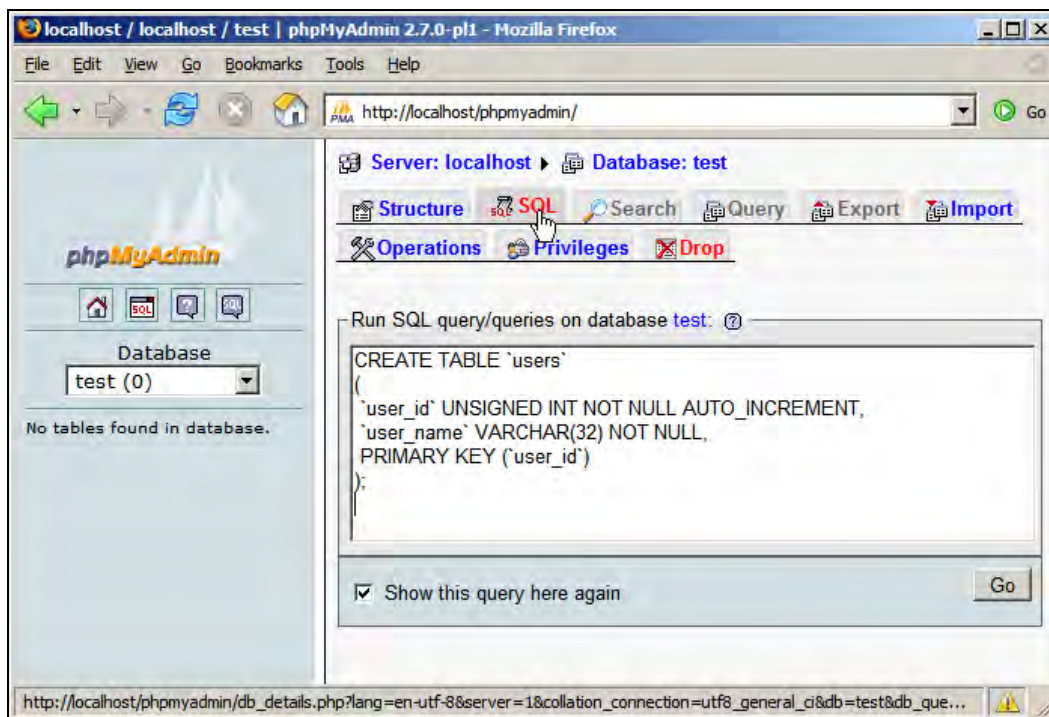 localhost / localhost / test | phpMyAdmin 2.7.0-pl1 - Mozilla Firefox
File Edit View Go Bookmarks Tools Help
PMA http://localhost/phpmyadmin/ Go
Server: localhost Database: test
Structure SQL Search Query Export Import
Operations Privileges Drop
phpMyAdmin
SQL ? SQL
Database
test (0)
No tables found in database.
Run SQL query/queries on database test: ?
CREATE TABLE `users`
(
`user_id` UNSIGNED INT NOT NULL AUTO_INCREMENT,
`user_name` VARCHAR(32) NOT NULL,
PRIMARY KEY (`user_id`)
);
Show this query here again
Go
http://localhost/phpmyadmin/db_details.php?lang=en-utf-8&server=1&collation_connection=utf8_general_ci&db=test&db_que...